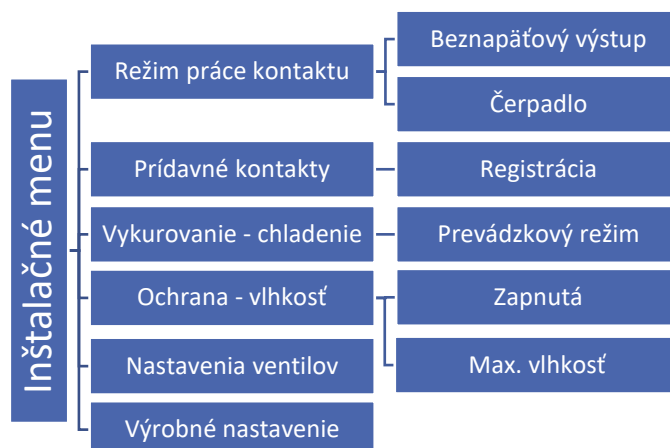 Inštalačné menu
Režim práce kontaktu
Beznapäťový výstup
Čerpadlo
Prídavné kontakty
Registrácia
Vykurovanie - chladenie
Prevádzkový režim
Ochrana - vlhkosť
Zapnutá
Max. vlhkosť
Nastavenia ventilov
Výrobné nastavenie